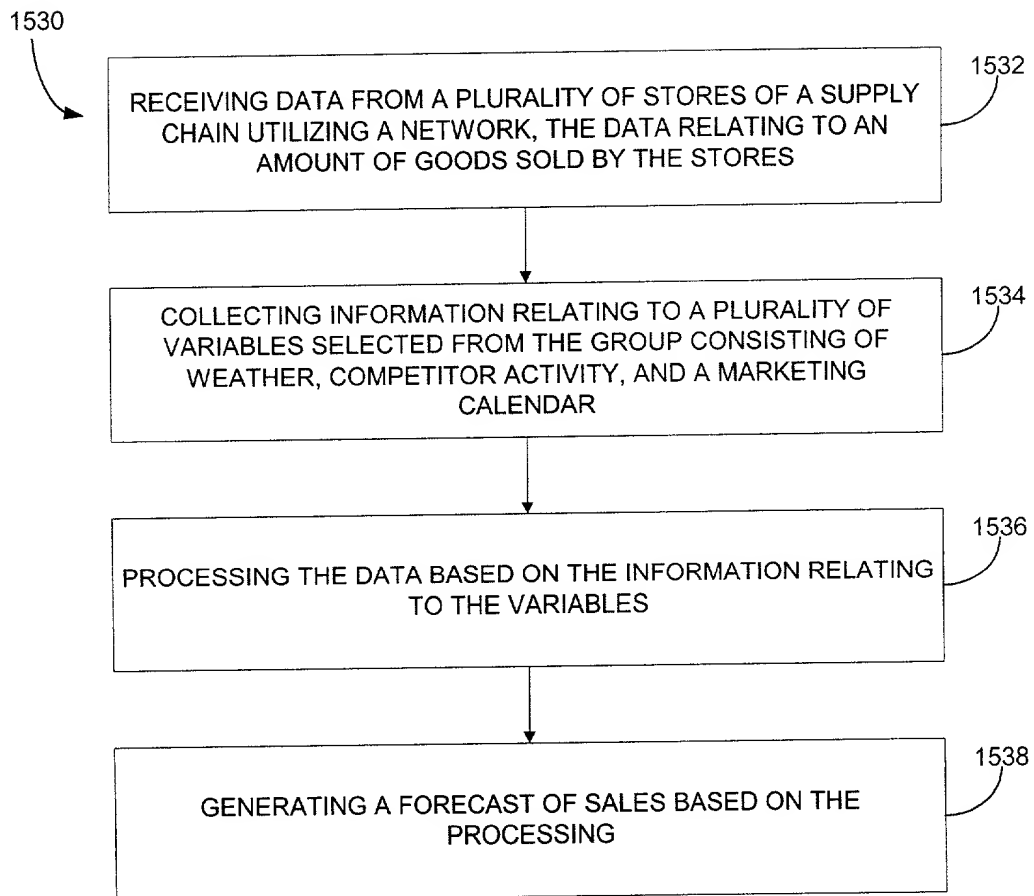 1530
1532
RECEIVING DATA FROM A PLURALITY OF STORES OF A SUPPLY
CHAIN UTILIZING A NETWORK, THE DATA RELATING TO AN
AMOUNT OF GOODS SOLD BY THE STORES
1534
COLLECTING INFORMATION RELATING TO A PLURALITY OF
VARIABLES SELECTED FROM THE GROUP CONSISTING OF
WEATHER, COMPETITOR ACTIVITY, AND A MARKETING
CALENDAR
1536
PROCESSING THE DATA BASED ON THE INFORMATION RELATING
TO THE VARIABLES
1538
GENERATING A FORECAST OF SALES BASED ON THE
PROCESSING